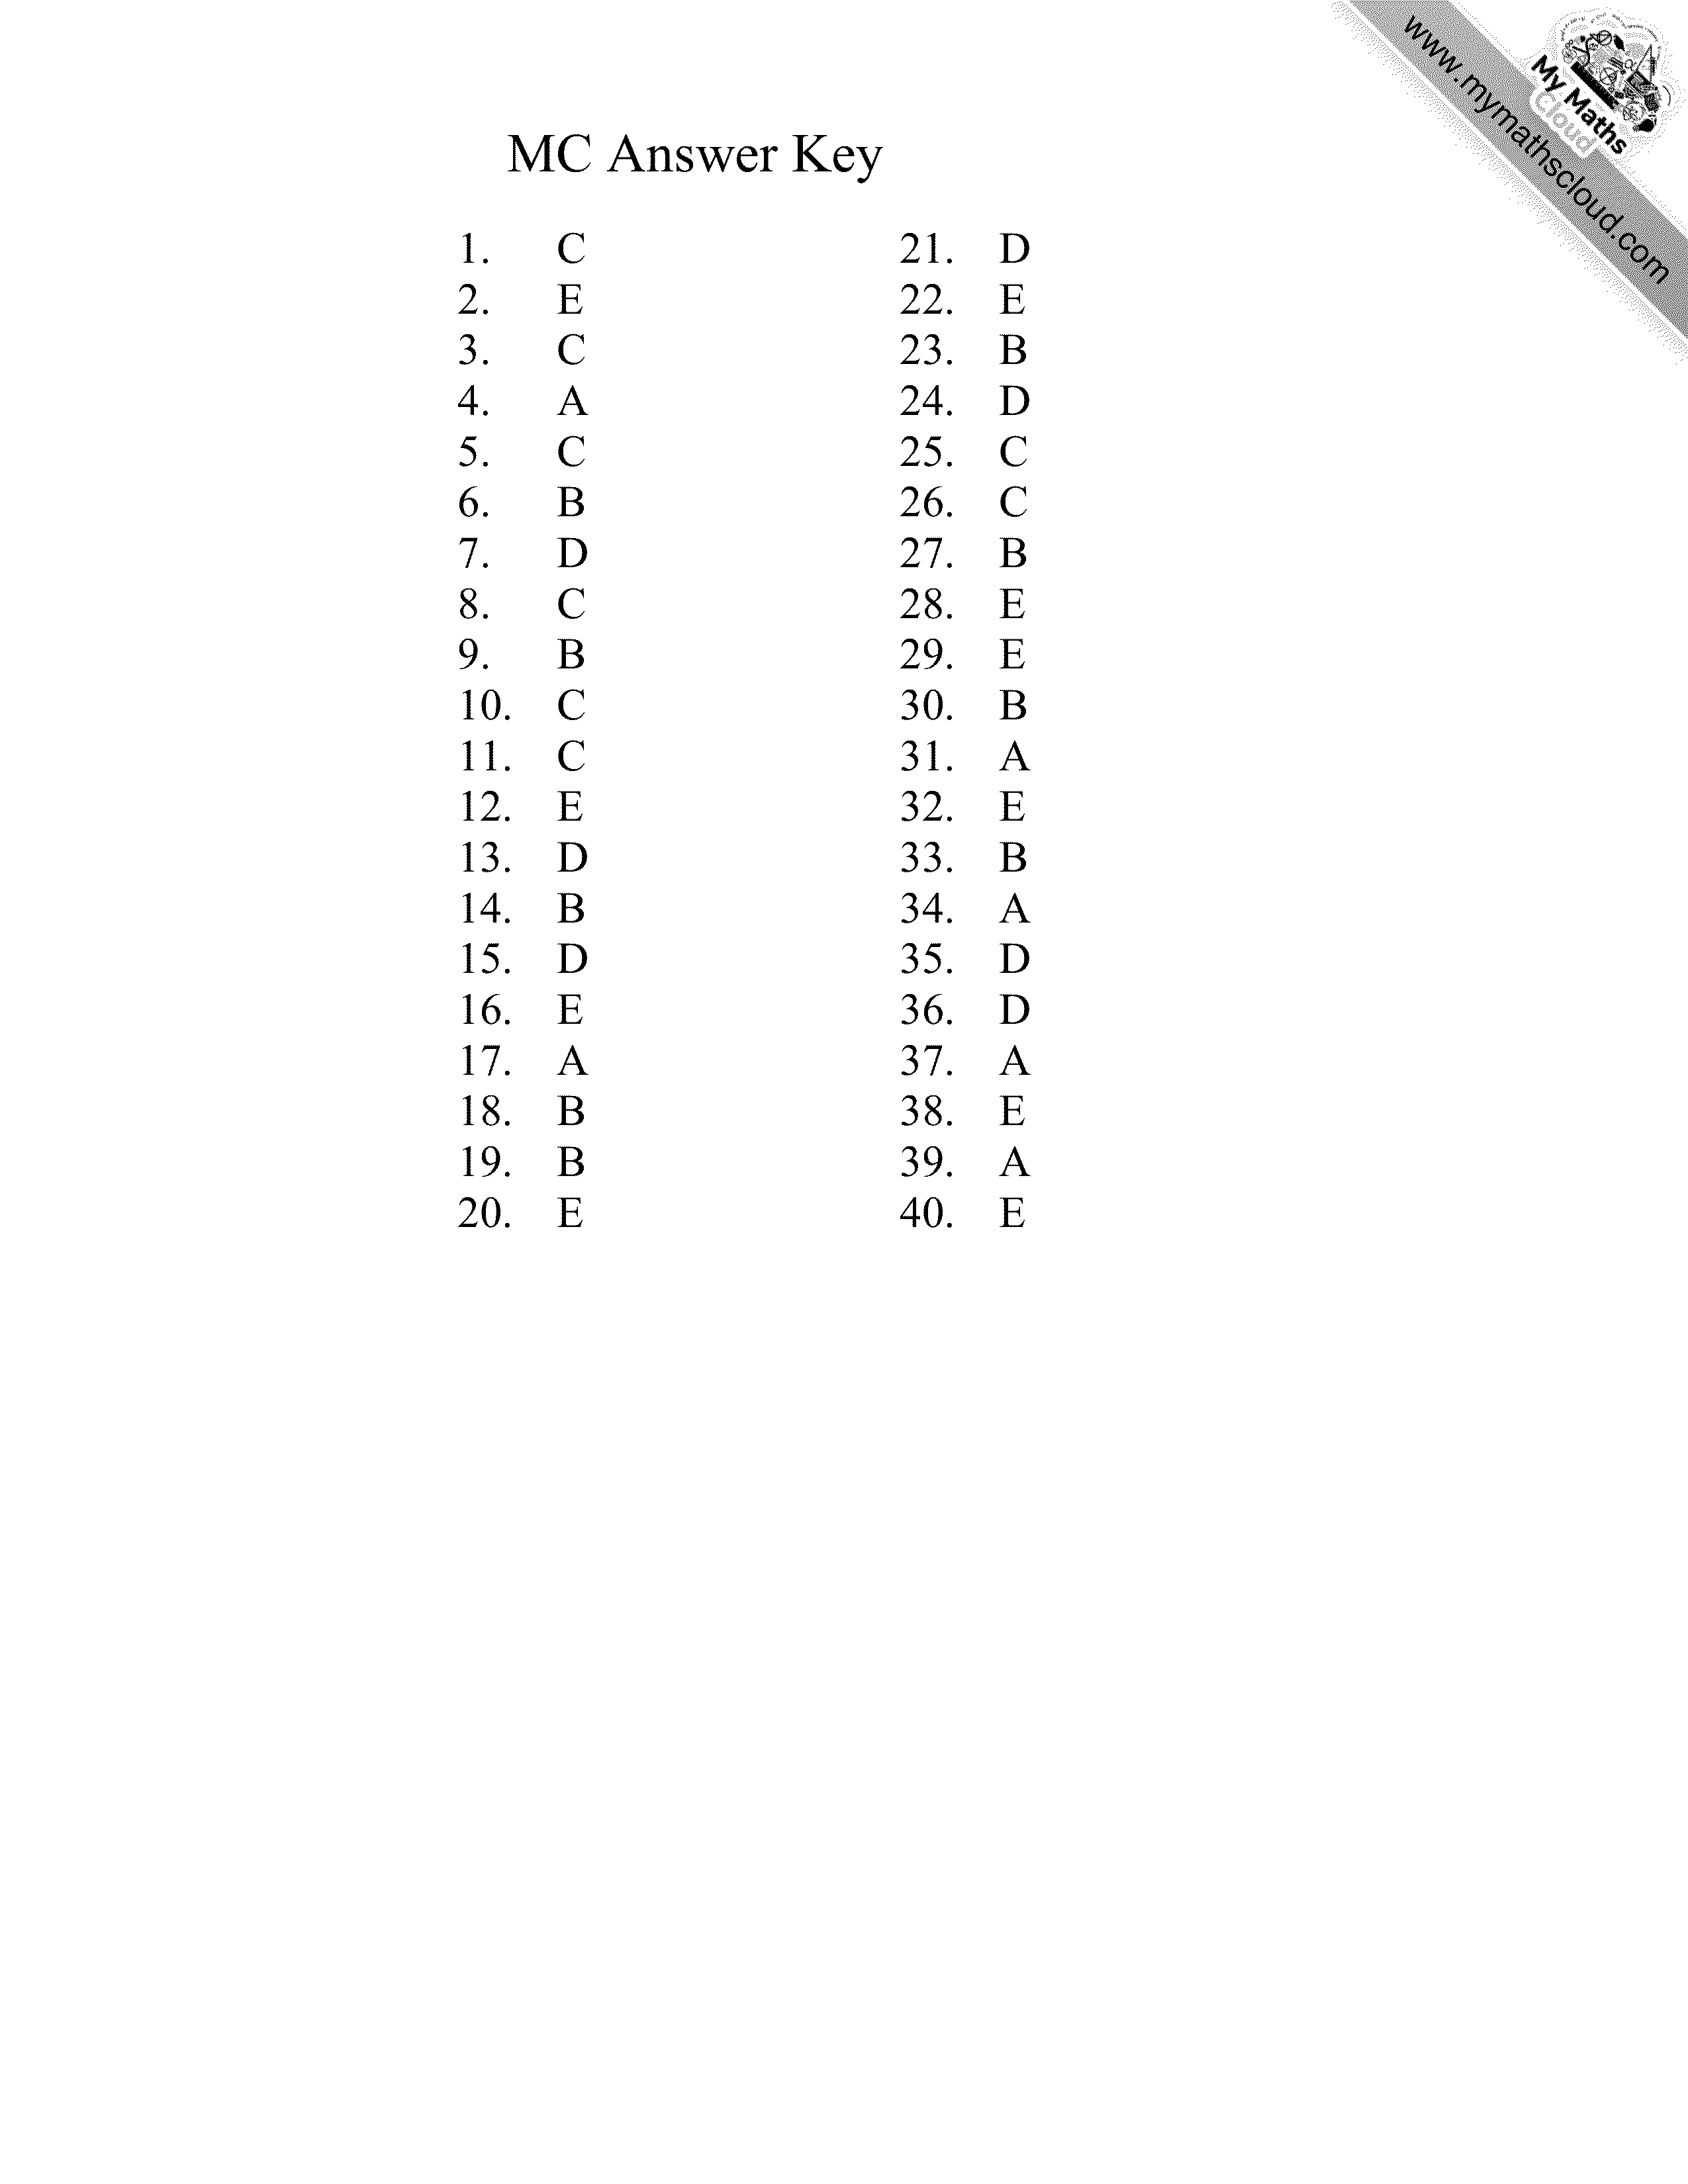 www.mymathscloud.com
My Maths
Cloud
MC Answer Key
1. C
2. E
3. C
4. A
5. C
6. B
7. D
8. C
9. B
10. C
11. C
12. E
13. D
14. B
15. D
16. E
17. A
18. B
19. B
20. E
21. D
22. E
23. B
24. D
25. C
26. C
27. B
28. E
29. E
30. B
31. A
32. E
33. B
34. A
35. D
36. D
37. A
38. E
39. A
40. E